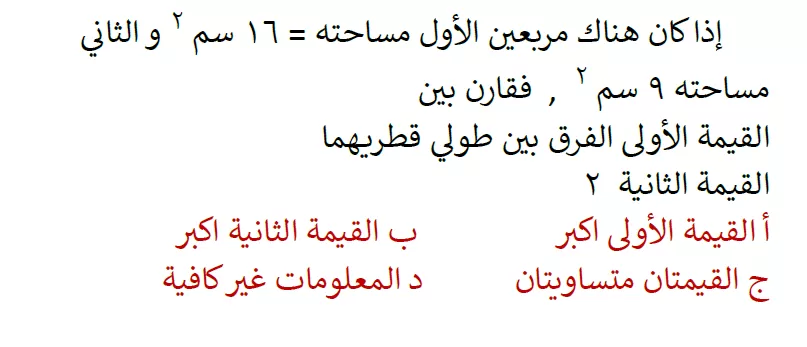 إذا كان هناك مربعين الأول مساحته = ١٦ سم ٢ و الثاني
مساحته ٩ سم ٢ , فقارن بين
القيمة الأولى الفرق بين طولي قطريهما
القيمة الثانية ٢
أ القيمة الأولى اكبر ب القيمة الثانية اكبر
ج القيمتان متساويتان د المعلومات غير كافية